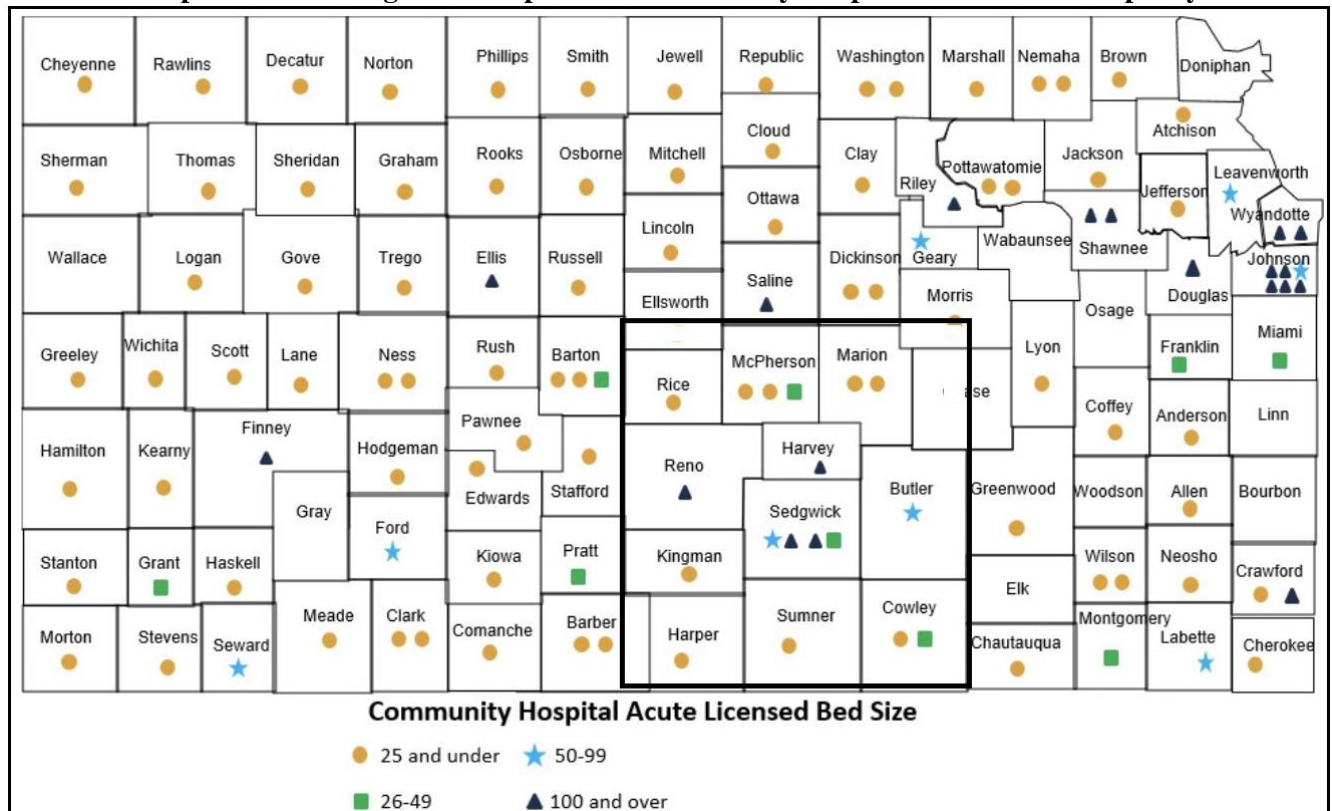 Cheyenne Rawlins Decatur Norton Phillips Smith Jewell Republic Washington Marshall Nemaha Brown Doniphan
Sherman Thomas Sheridan Graham Rooks Osborne Mitchell Cloud Clay Riley Pottawatomie Jackson Atchison
Jefferson Leavenworth
Ottawa Wyandotte
Wallace Logan Gove Trego Ellis Russell Lincoln Saline Dickinson Geary Wabaunsee Shawnee Douglas Johnson
Ellsworth Morris Osage
Greeley Wichita Scott Lane Ness Rush Barton Rice McPherson Marion ase Lyon Franklin Miami
Coffey Anderson Linn
Hamilton Kearny Finney Hodgeman Pawnee Reno Harvey
Gray Edwards Stafford Sedgwick Butler Greenwood Woodson Allen Bourbon
Ford
Stanton Grant Haskell Kiowa Pratt Kingman Elk Wilson Neosho Crawford
Morton Stevens Seward Meade Clark Comanche Barber Harper Sumner Cowley Chautauqua Montgomery Labette Cherokee
Community Hospital Acute Licensed Bed Size
25 and under 50-99
26-49 100 and over